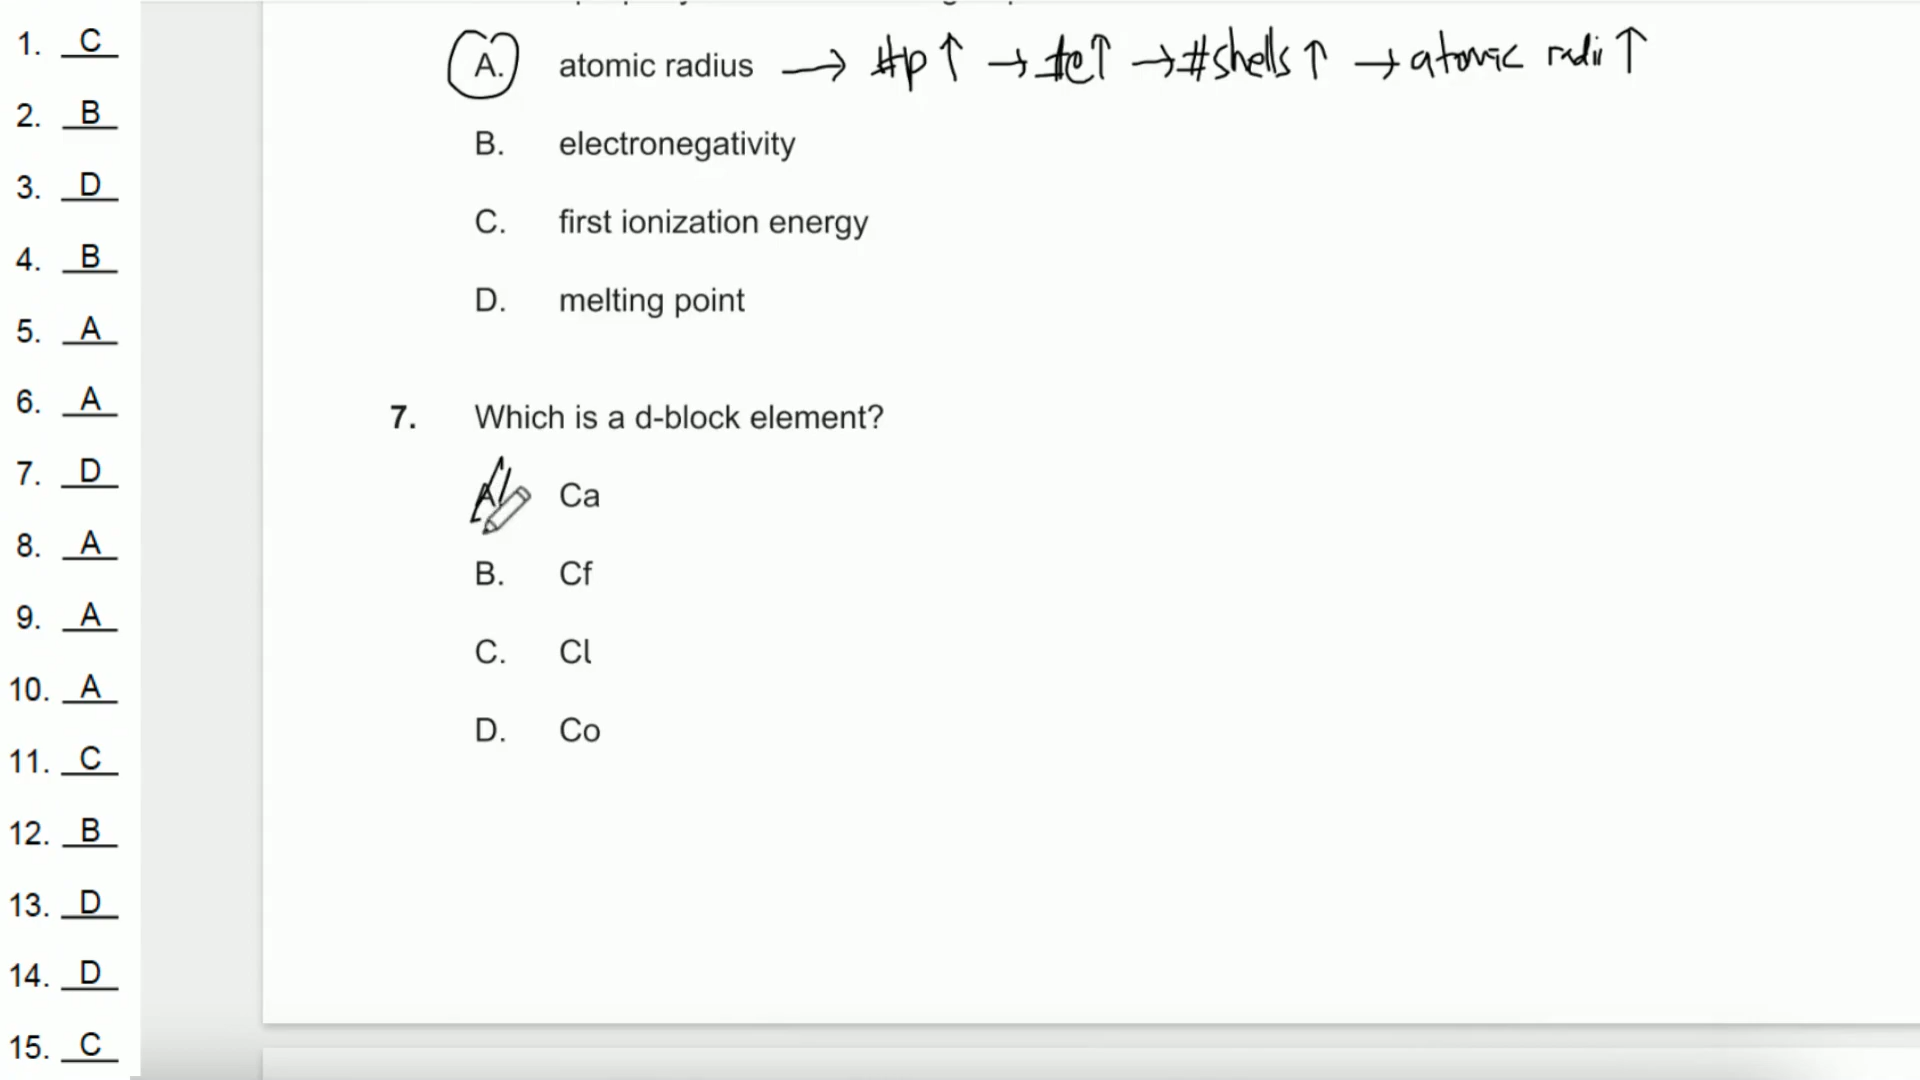 1. C
2. B
3. D
4. B
5. A
6. A
7. D
8. A
9. A
10. A
11. C
12. B
13. D
14. D
15. C
A. atomic radius → #p ↑ → #e ↑ → #shells ↑ → atomic radii ↑
B. electronegativity
C. first ionization energy
D. melting point
7. Which is a d-block element?
A. Ca
B. Cf
C. Cl
D. Co